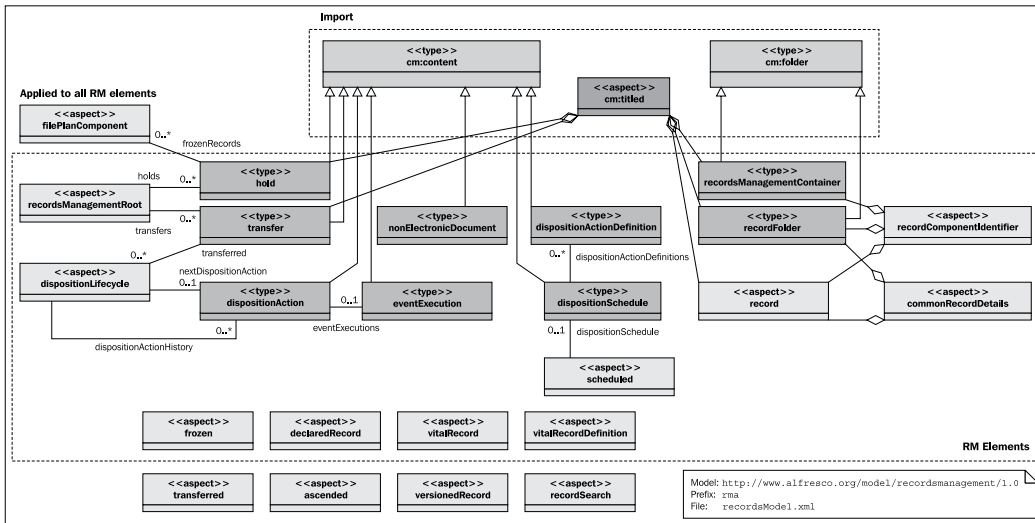 Import
<<type>>
cm:content
<<type>>
cm:folder
<<aspect>>
cm:titled
Applied to all RM elements
<<aspect>>
filePlanComponent
0..*
frozenRecords
<<type>>
hold
holds
0..*
<<aspect>>
recordsManagementRoot
0..*
transfers
<<type>>
transfer
<<type>>
nonElectronicDocument
<<type>>
dispositionActionDefinition
<<type>>
recordsManagementContainer
<<type>>
recordFolder
<<aspect>>
recordComponentIdentifier
transferred
0..*
<<aspect>>
dispositionLifecycle
nextDispositionAction
0..1
<<type>>
dispositionAction
0..1
eventExecutions
<<type>>
eventExecution
0..*
dispositionActionDefinitions
<<type>>
dispositionSchedule
0..1
dispositionSchedule
<<aspect>>
record
<<aspect>>
commonRecordDetails
0..*
dispositionActionHistory
<<aspect>>
scheduled
<<aspect>>
frozen
<<aspect>>
declaredRecord
<<aspect>>
vitalRecord
<<aspect>>
vitalRecordDefinition
RM Elements
<<aspect>>
transferred
<<aspect>>
ascended
<<aspect>>
versionedRecord
<<aspect>>
recordSearch
Model: http://www.alfresco.org/model/recordsmanagement/1.0
Prefix: rma
File: recordsModel.xml